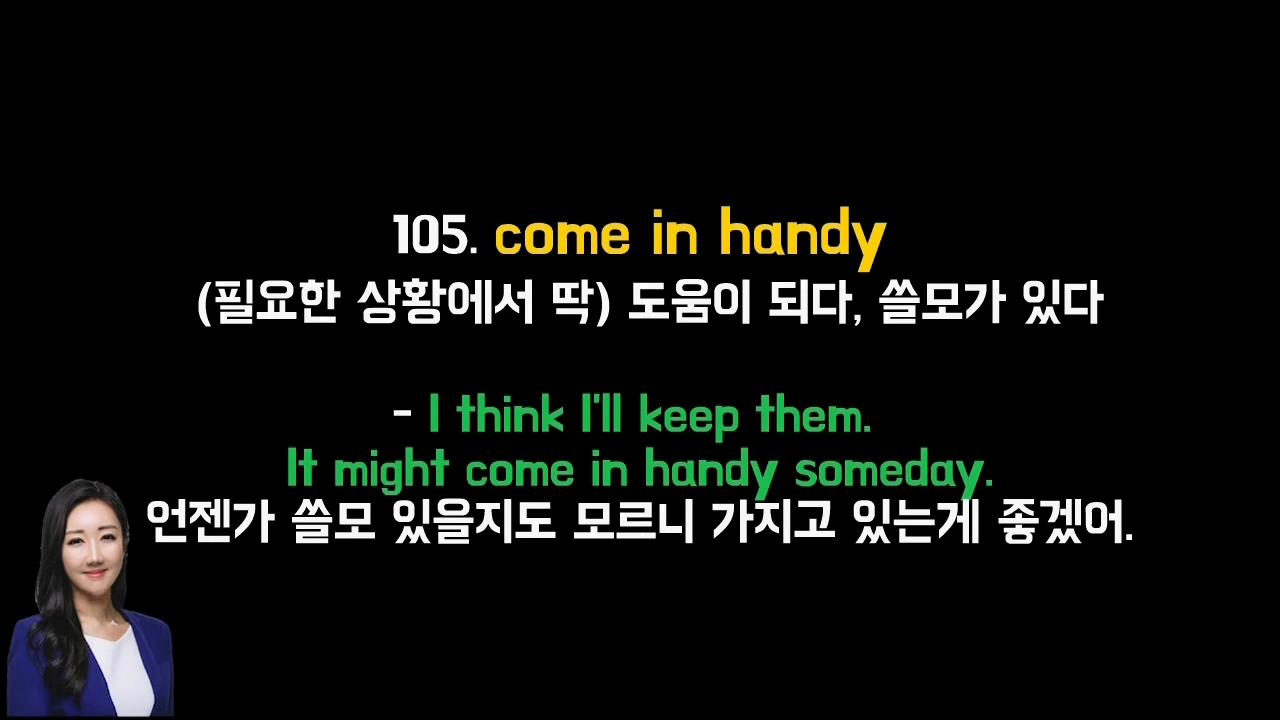 105. come in handy
(필요한 상황에서 딱) 도움이 되다, 쓸모가 있다
- I think I'll keep them.
It might come in handy someday.
언젠가 쓸모 있을지도 모르니 가지고 있는게 좋겠어.